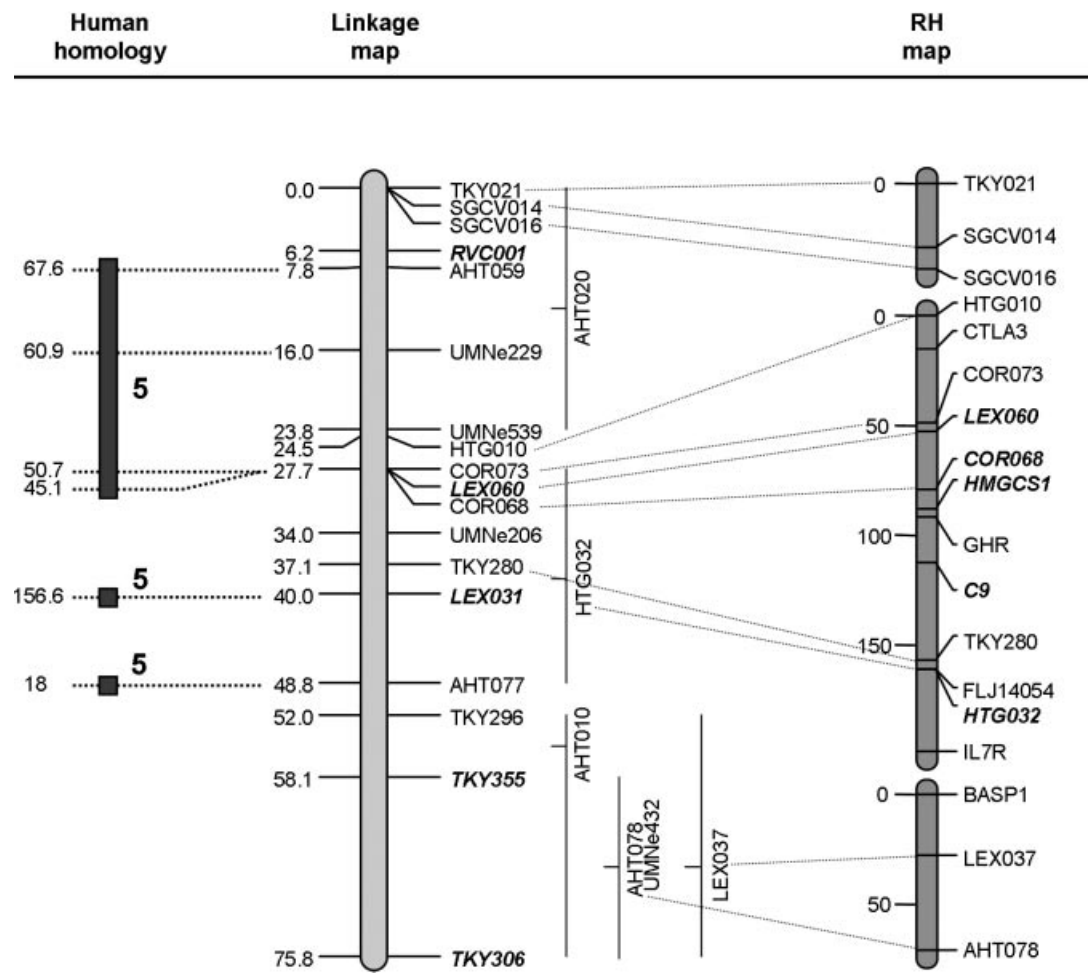 Human homology
Linkage map
RH map
0.0 TKY021
SGCV014
SGCV016
6.2 RVC001
67.6 7.8 AHT059
60.9 16.0 UMNe229
5
23.8 UMNe539
24.5 HTG010
50.7 27.7 COR073
45.1 LEX060
COR068
34.0 UMNe206
37.1 TKY280
5
156.6 40.0 LEX031
5
18 48.8 AHT077
52.0 TKY296
58.1 TKY355
75.8 TKY306
AHT020
HTG032
AHT010
AHT078
UMNe432
LEX037
0 TKY021
SGCV014
SGCV016
HTG010
0
CTLA3
COR073
LEX060
50
COR068
HMGCS1
100
GHR
C9
TKY280
150
FLJ14054
HTG032
IL7R
0 BASP1
LEX037
50
AHT078